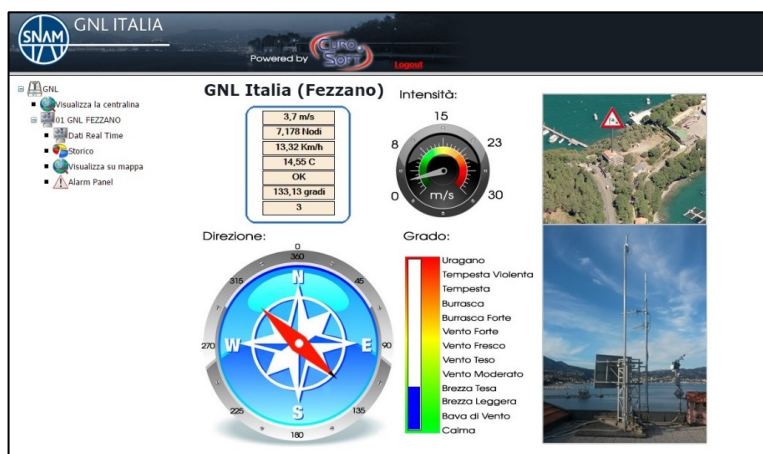 SNAM
GNL ITALIA
Powered by
EURO SOFT
Logout
GNL
Visualizza la centralina
01 GNL FEZZANO
Dati Real Time
Storico
Visualizza su mappa
Alarm Panel
GNL Italia (Fezzano)
3,7 m/s
7,178 Nodi
13,32 Km/h
14,55 C
OK
133,13 gradi
3
Intensità:
15
8
23
0
30
m/s
Direzione:
0
360
315
45
N
270
W
E
90
225
135
S
180
Grado:
Uragano
Tempesta Violenta
Tempesta
Burrasca
Burrasca Forte
Vento Forte
Vento Fresco
Vento Teso
Vento Moderato
Brezza Tesa
Brezza Leggera
Bava di Vento
Calma